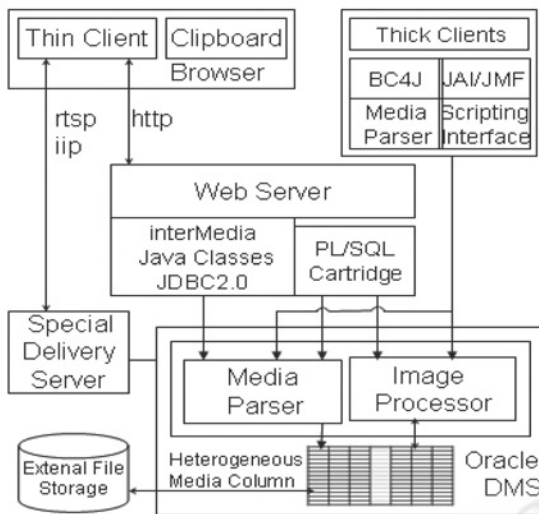 Thin Client
Clipboard
Browser
Thick Clients
BC4J
JAI/JMF
Media
Parser
Scripting
Interface
rtsp
iip
http
Web Server
interMedia
Java Classes
JDBC2.0
PL/SQL
Cartridge
Special
Delivery
Server
Media
Parser
Image
Processor
Extenal File
Storage
Heterogeneous
Media Column
Oracle
DMS